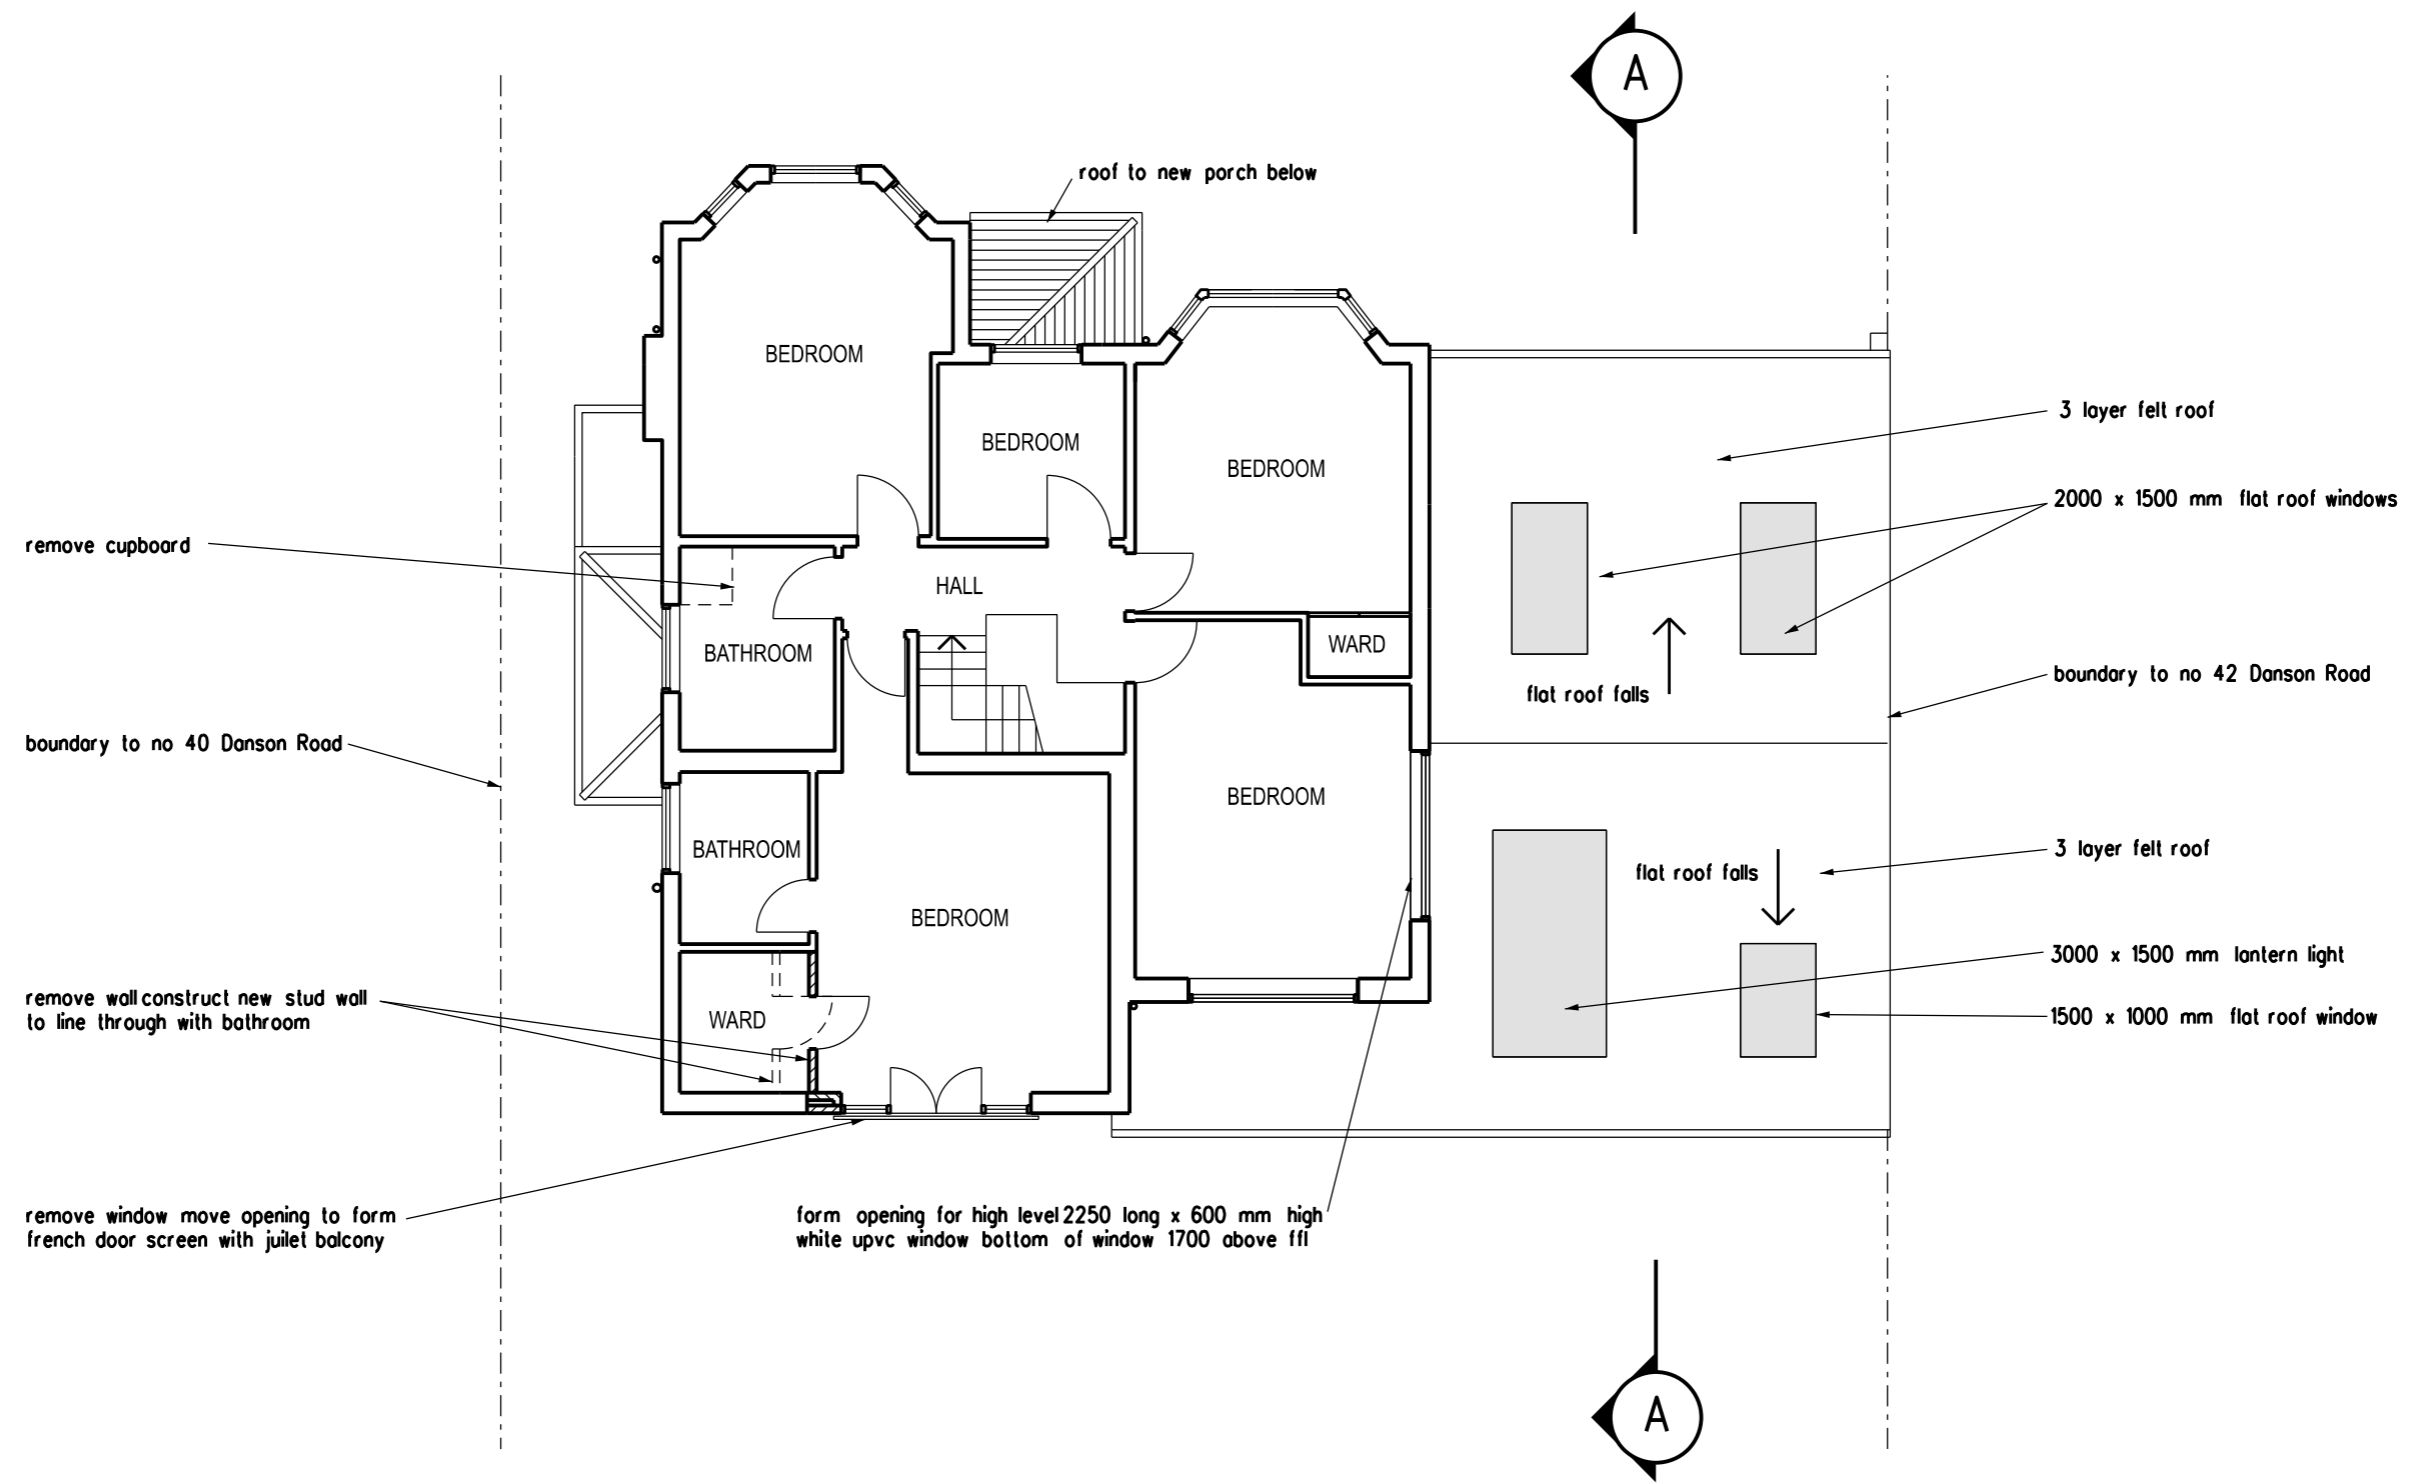 A
roof to new porch below
BEDROOM
BEDROOM
BEDROOM
3 layer felt roof
2000 x 1500 mm flat roof windows
remove cupboard
HALL
BATHROOM
WARD
flat roof falls
boundary to no 42 Danson Road
boundary to no 40 Danson Road
BEDROOM
BATHROOM
BEDROOM
flat roof falls
3 layer felt roof
3000 x 1500 mm lantern light
1500 x 1000 mm flat roof window
remove wall construct new stud wall
to line through with bathroom
WARD
remove window move opening to form
french door screen with juilet balcony
form opening for high level 2250 long x 600 mm high
white upvc window bottom of window 1700 above ffl
A